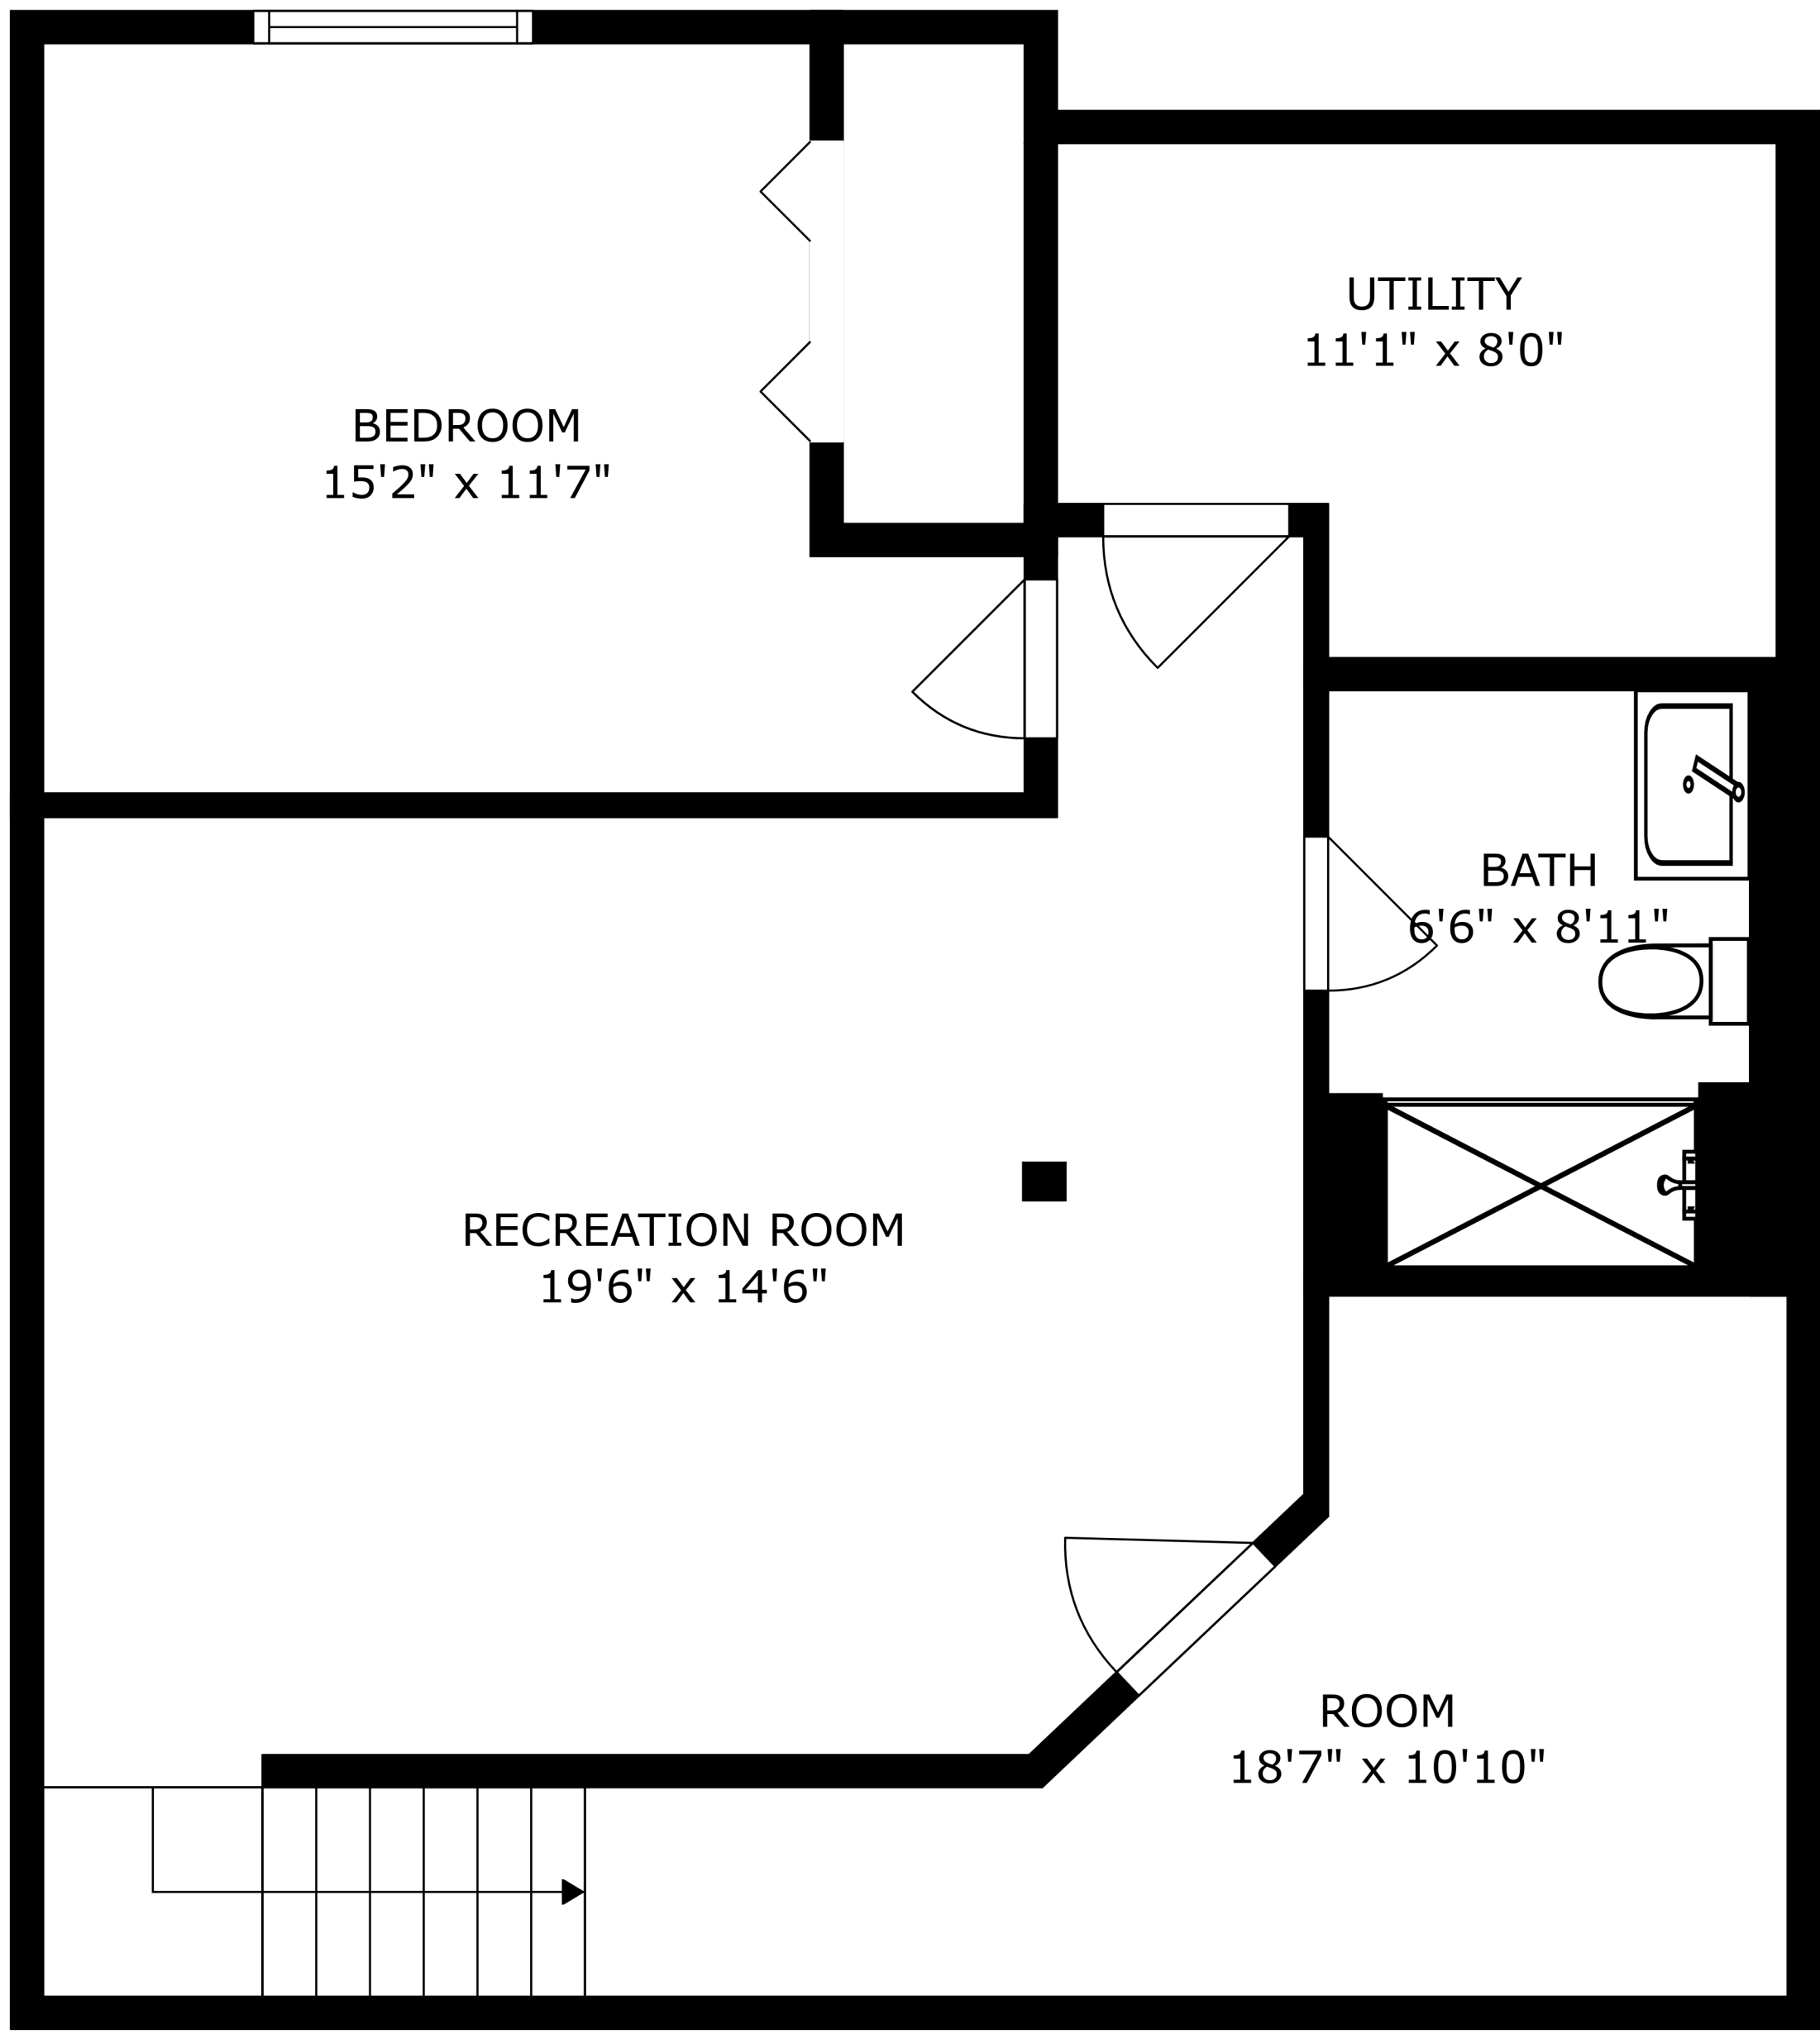 UTILITY
11'1" x 8'0"
BEDROOM
15'2" x 11'7"
BATH
6'6" x 8'11"
RECREATION ROOM
19'6" x 14'6"
ROOM
18'7" x 10'10"